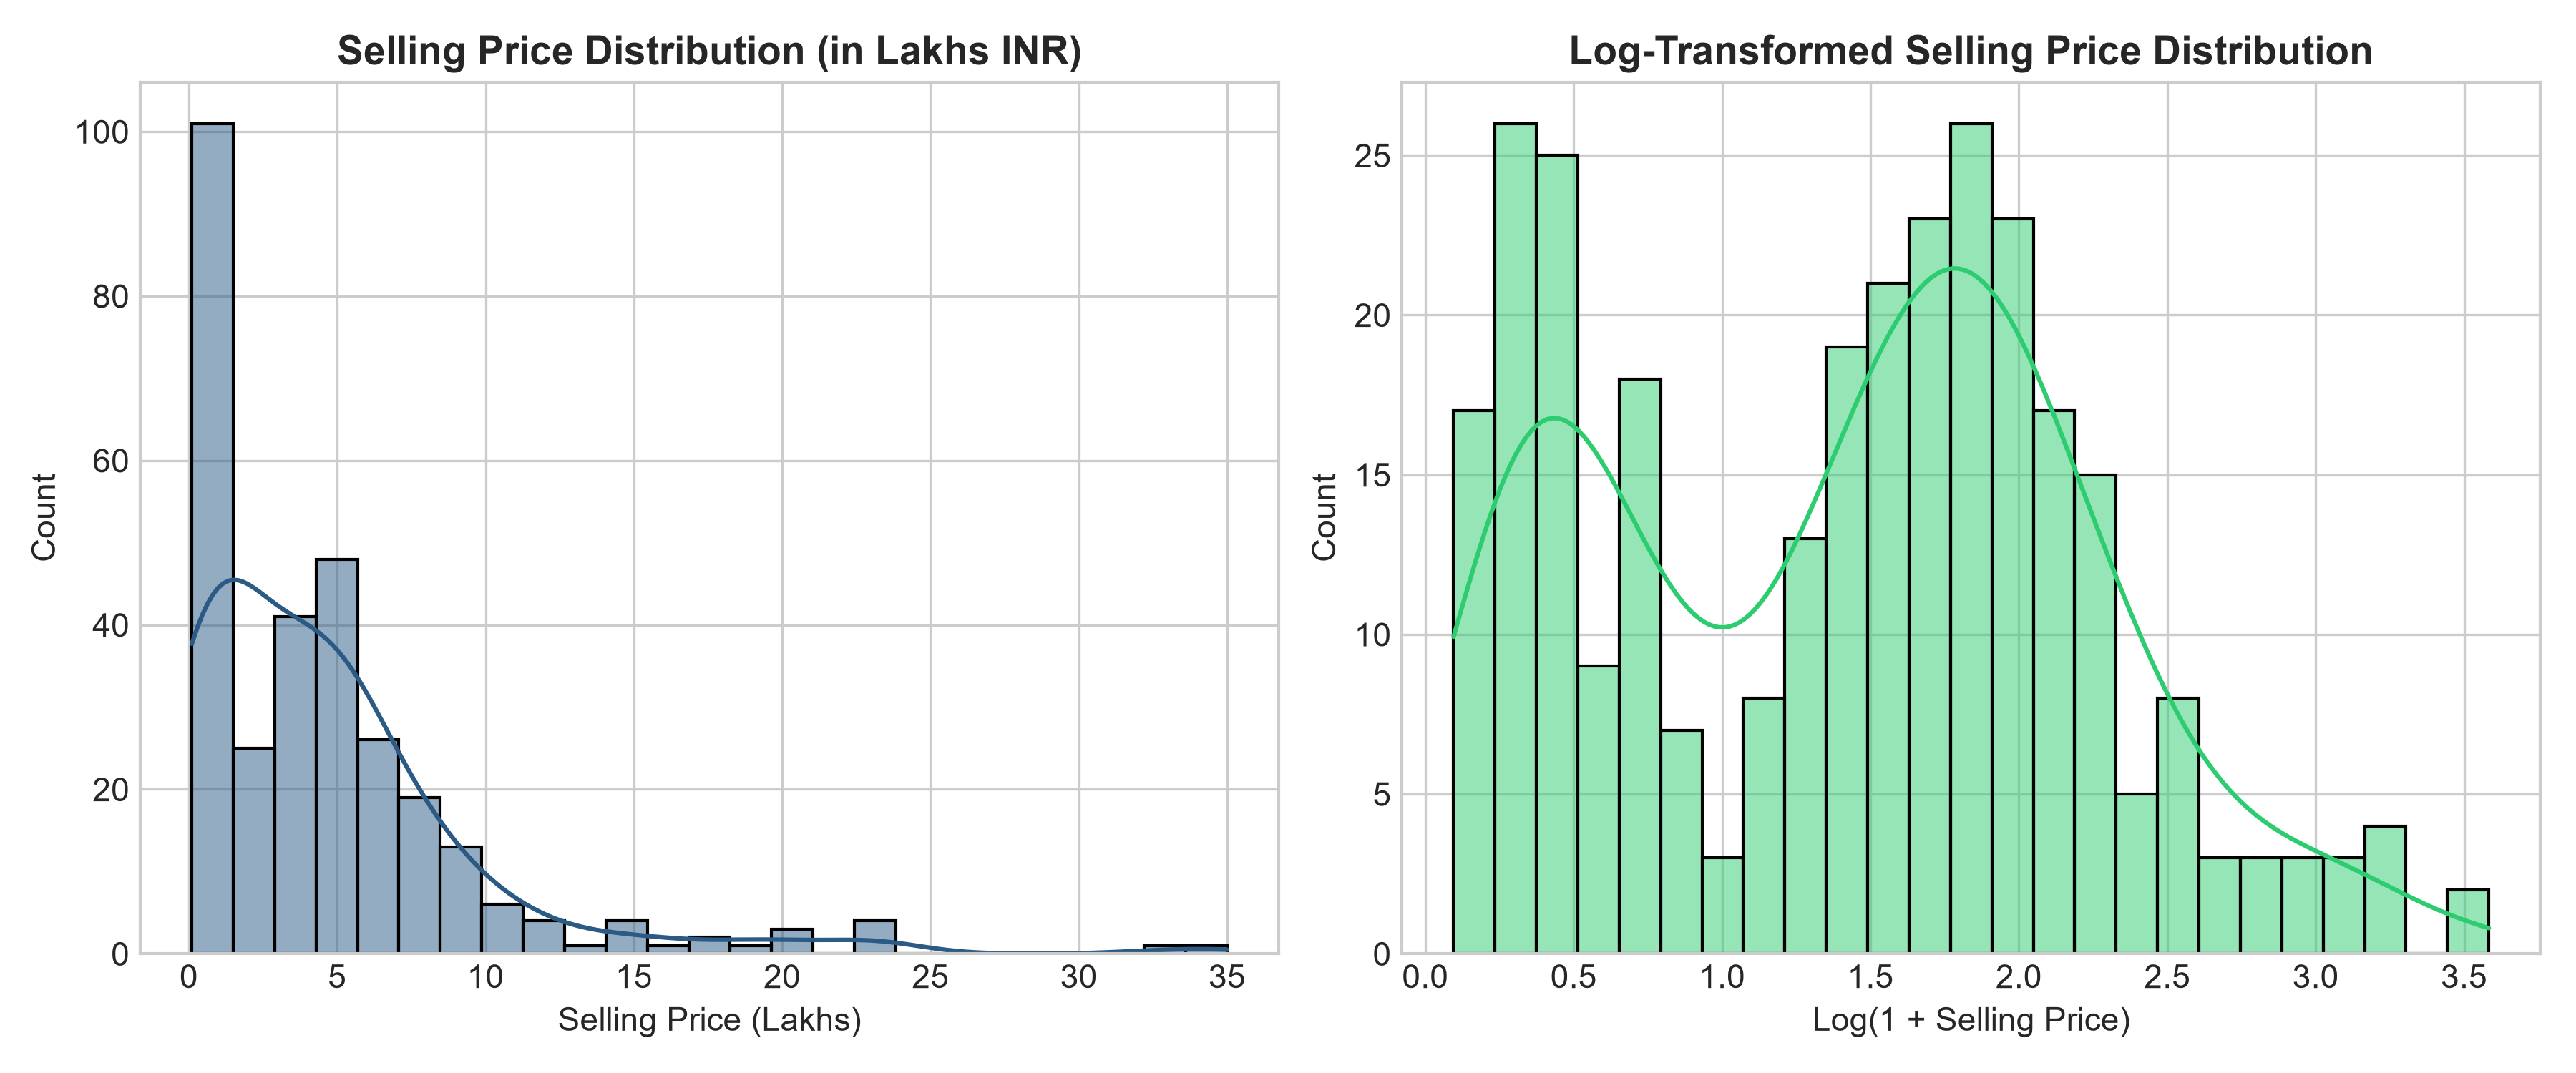 Selling Price Distribution (in Lakhs INR)
Count
100
80
60
40
20
0
0 5 10 15 20 25 30 35
Selling Price (Lakhs)
Log-Transformed Selling Price Distribution
Count
25
20
15
10
5
0
0.0 0.5 1.0 1.5 2.0 2.5 3.0 3.5
Log(1 + Selling Price)